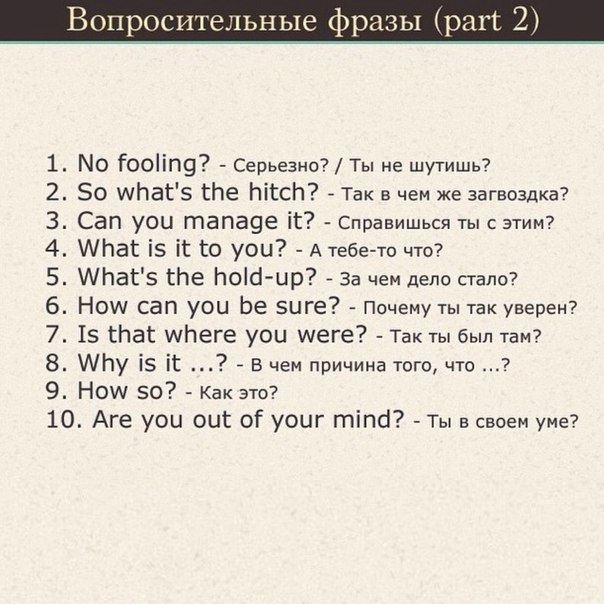 Вопросительные фразы (part 2)
1. No fooling? - Серьезно? / Ты не шутишь?
2. So what's the hitch? - Так в чем же загвоздка?
3. Can you manage it? - Справишься ты с этим?
4. What is it to you? - А тебе-то что?
5. What's the hold-up? - За чем дело стало?
6. How can you be sure? - Почему ты так уверен?
7. Is that where you were? - Так ты был там?
8. Why is it ...? - В чем причина того, что ...?
9. How so? - Как это?
10. Are you out of your mind? - Ты в своем уме?